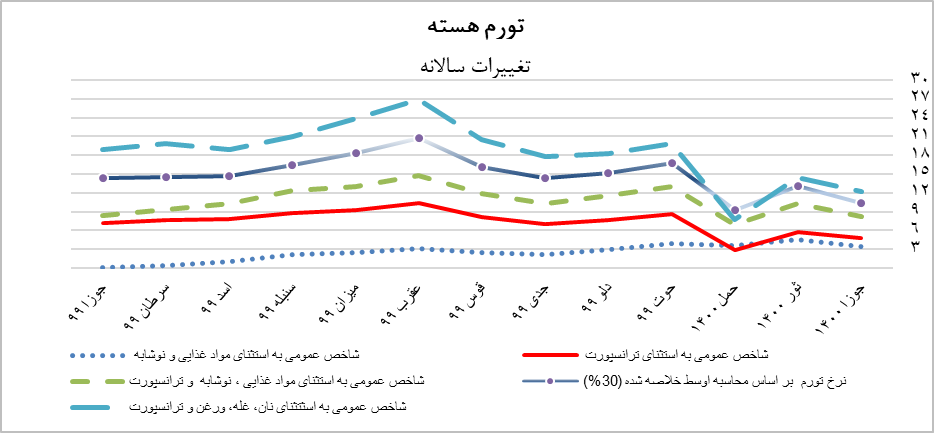 تورم هسته
تغییرات سالانه
۳۰
۲۷
۲۴
۲۱
۱۸
۱۵
۱۲
۹
۶
۳
جوزا ۹۹
سرطان ۹۹
اسد ۹۹
سنبله ۹۹
میزان ۹۹
عقرب ۹۹
قوس ۹۹
جدی ۹۹
دلو ۹۹
حوت ۹۹
حمل ۱۴۰۰
ثور ۱۴۰۰
جوزا ۱۴۰۰
شاخص عمومی به استثنای ترانسپورت
شاخص عمومی به استثنای مواد غذایی و نوشابه
نرخ تورم بر اساس محاسبه اوسط خلاصه شده (30%)
شاخص عمومی به استثنای مواد غذایی ، نوشابه و ترانسپورت
شاخص عمومی به استثتثنای نان، غله، ورغن و ترانسپورت